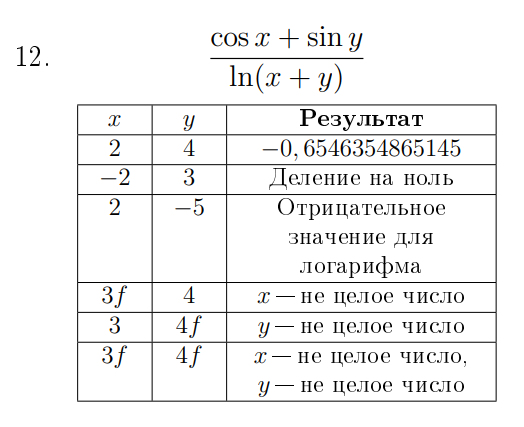 12.
cos x + sin y
ln(x + y)
x y Результат
2 4 −0, 6546354865145
−2 3 Деление на ноль
2 −5 Отрицательное
значение для
логарифма
3f 4 x — не целое число
3 4f y — не целое число
3f 4f x — не целое число,
y — не целое число